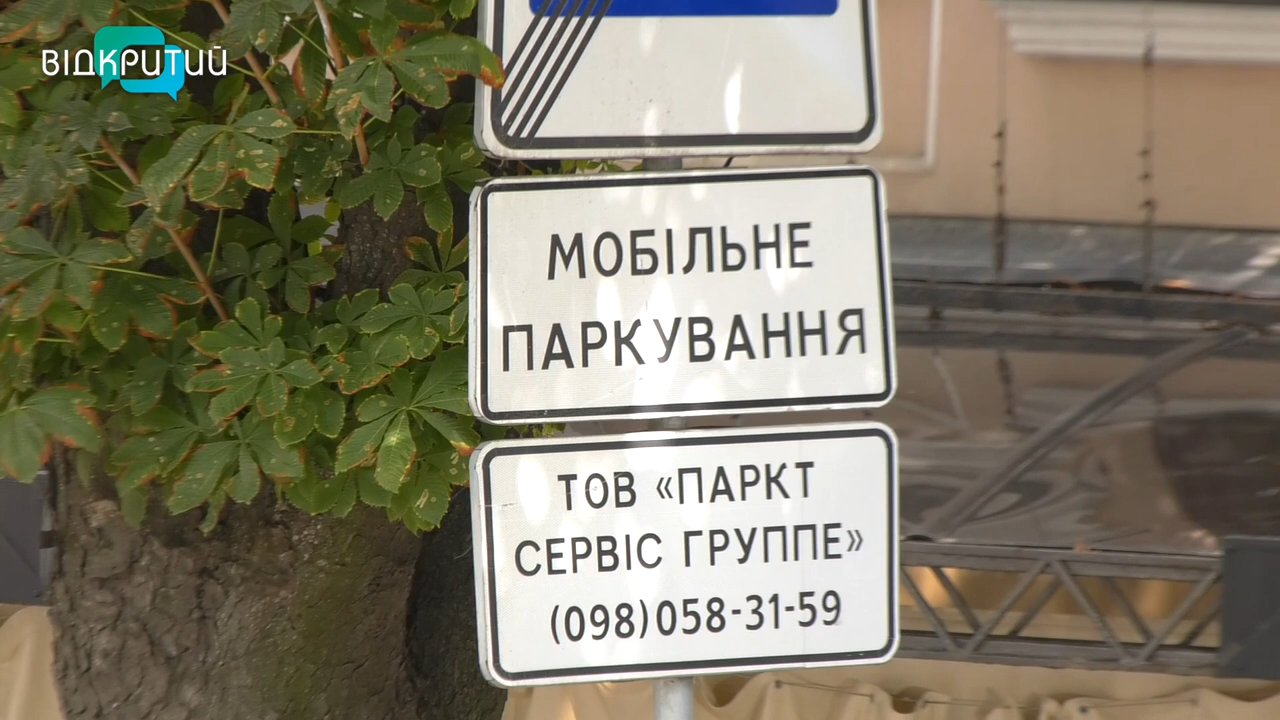 ВІДКРИТИЙ
МОБІЛЬНЕ
ПАРКУВАННЯ
ТОВ «ПАРКТ
СЕРВІС ГРУППЕ»
(098)058-31-59